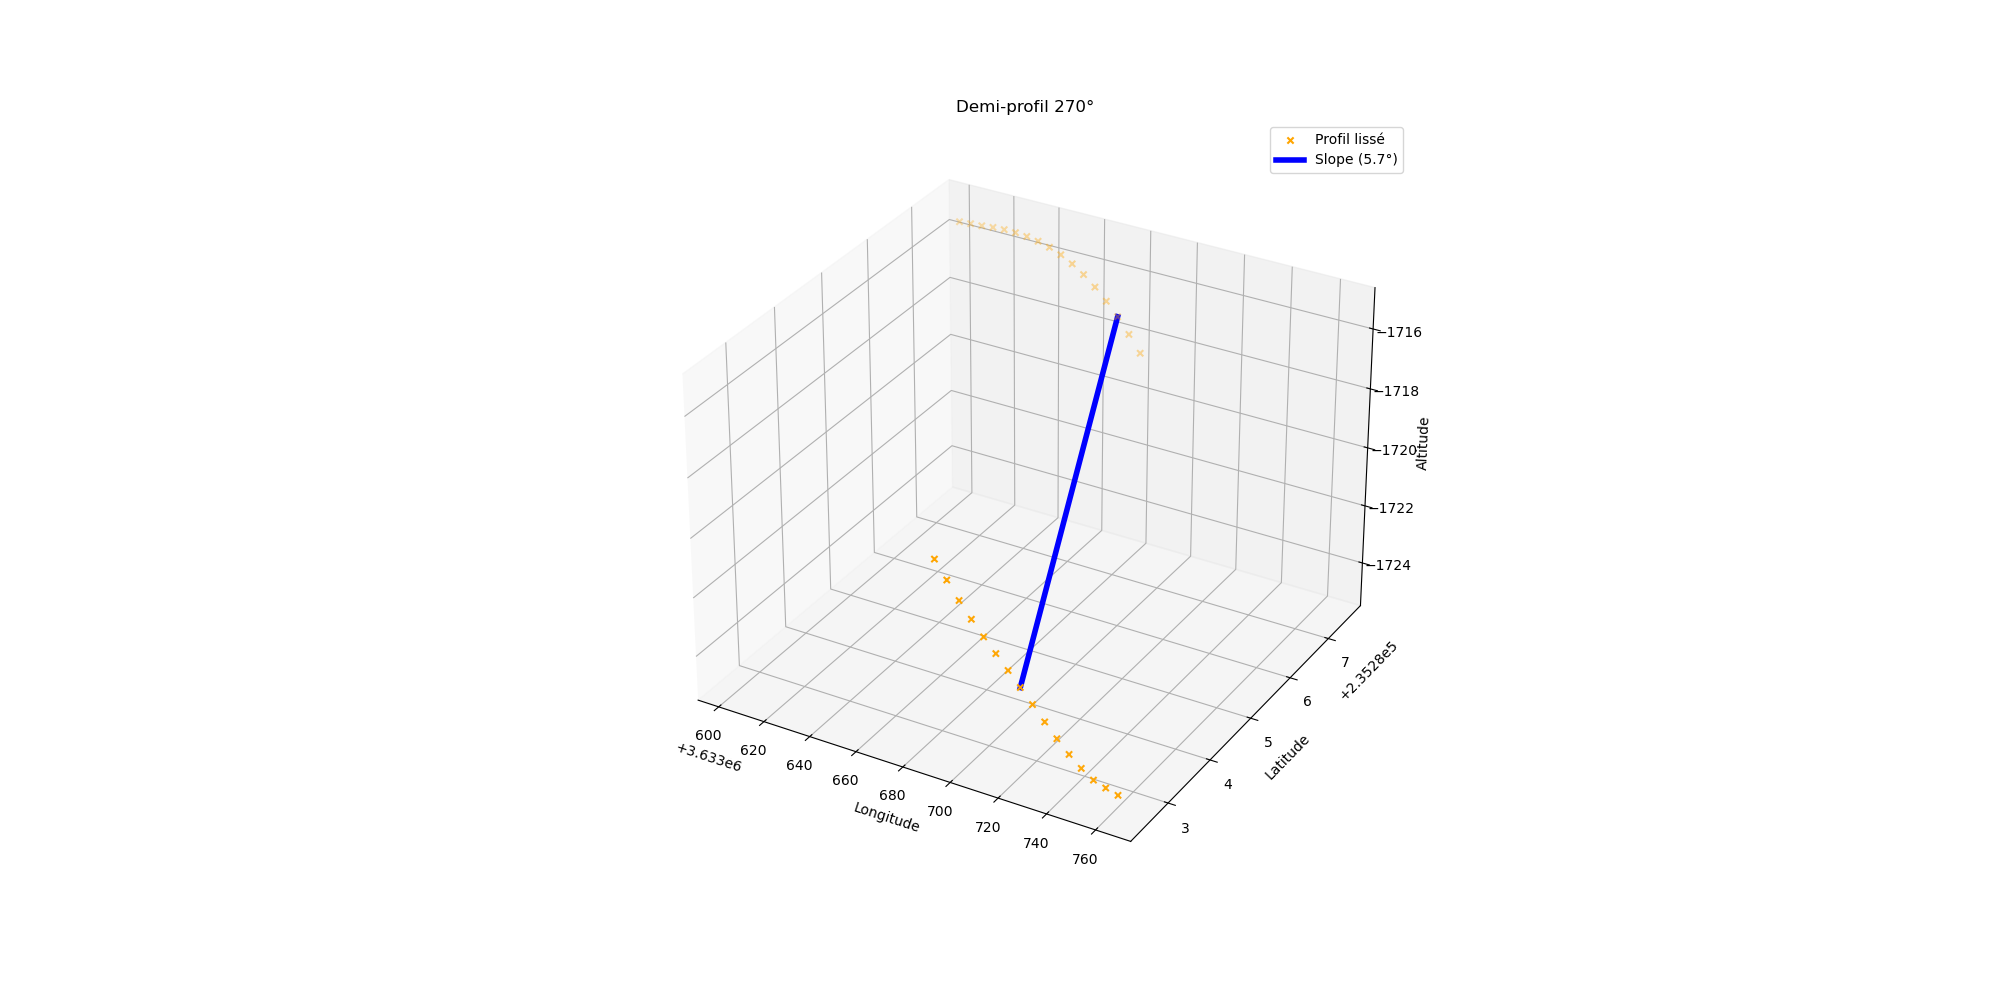 Demi-profil 270°
Profil lissé
Slope (5.7°)
−1716
−1718
−1720
−1722
−1724
Altitude
7
6
5
4
3
+2.3528e5
Latitude
600
620
640
660
680
700
720
740
760
+3.633e6
Longitude